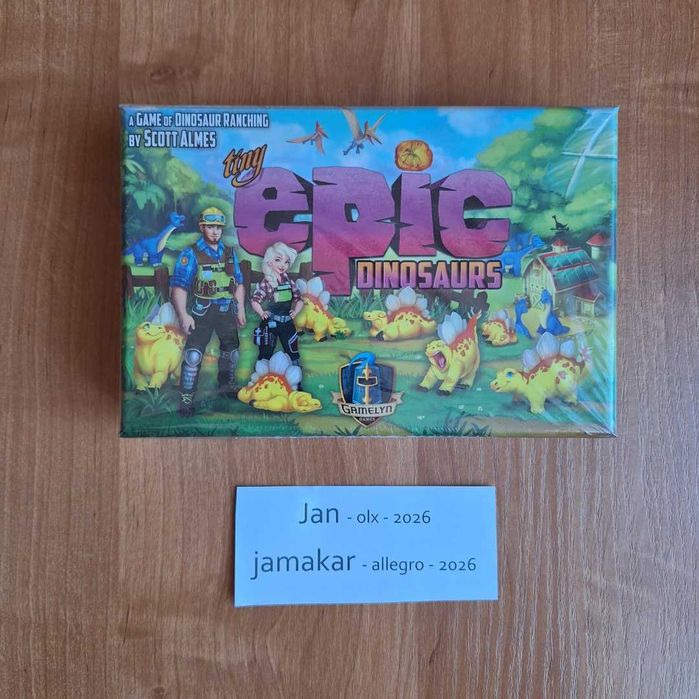 A GAME OF DINOSAUR RANCHING
BY SCOTT ALMES
tiny
epic
DINOSAURS
GAMELYN
GAMES
Jan - olx - 2026
jamakar - allegro - 2026